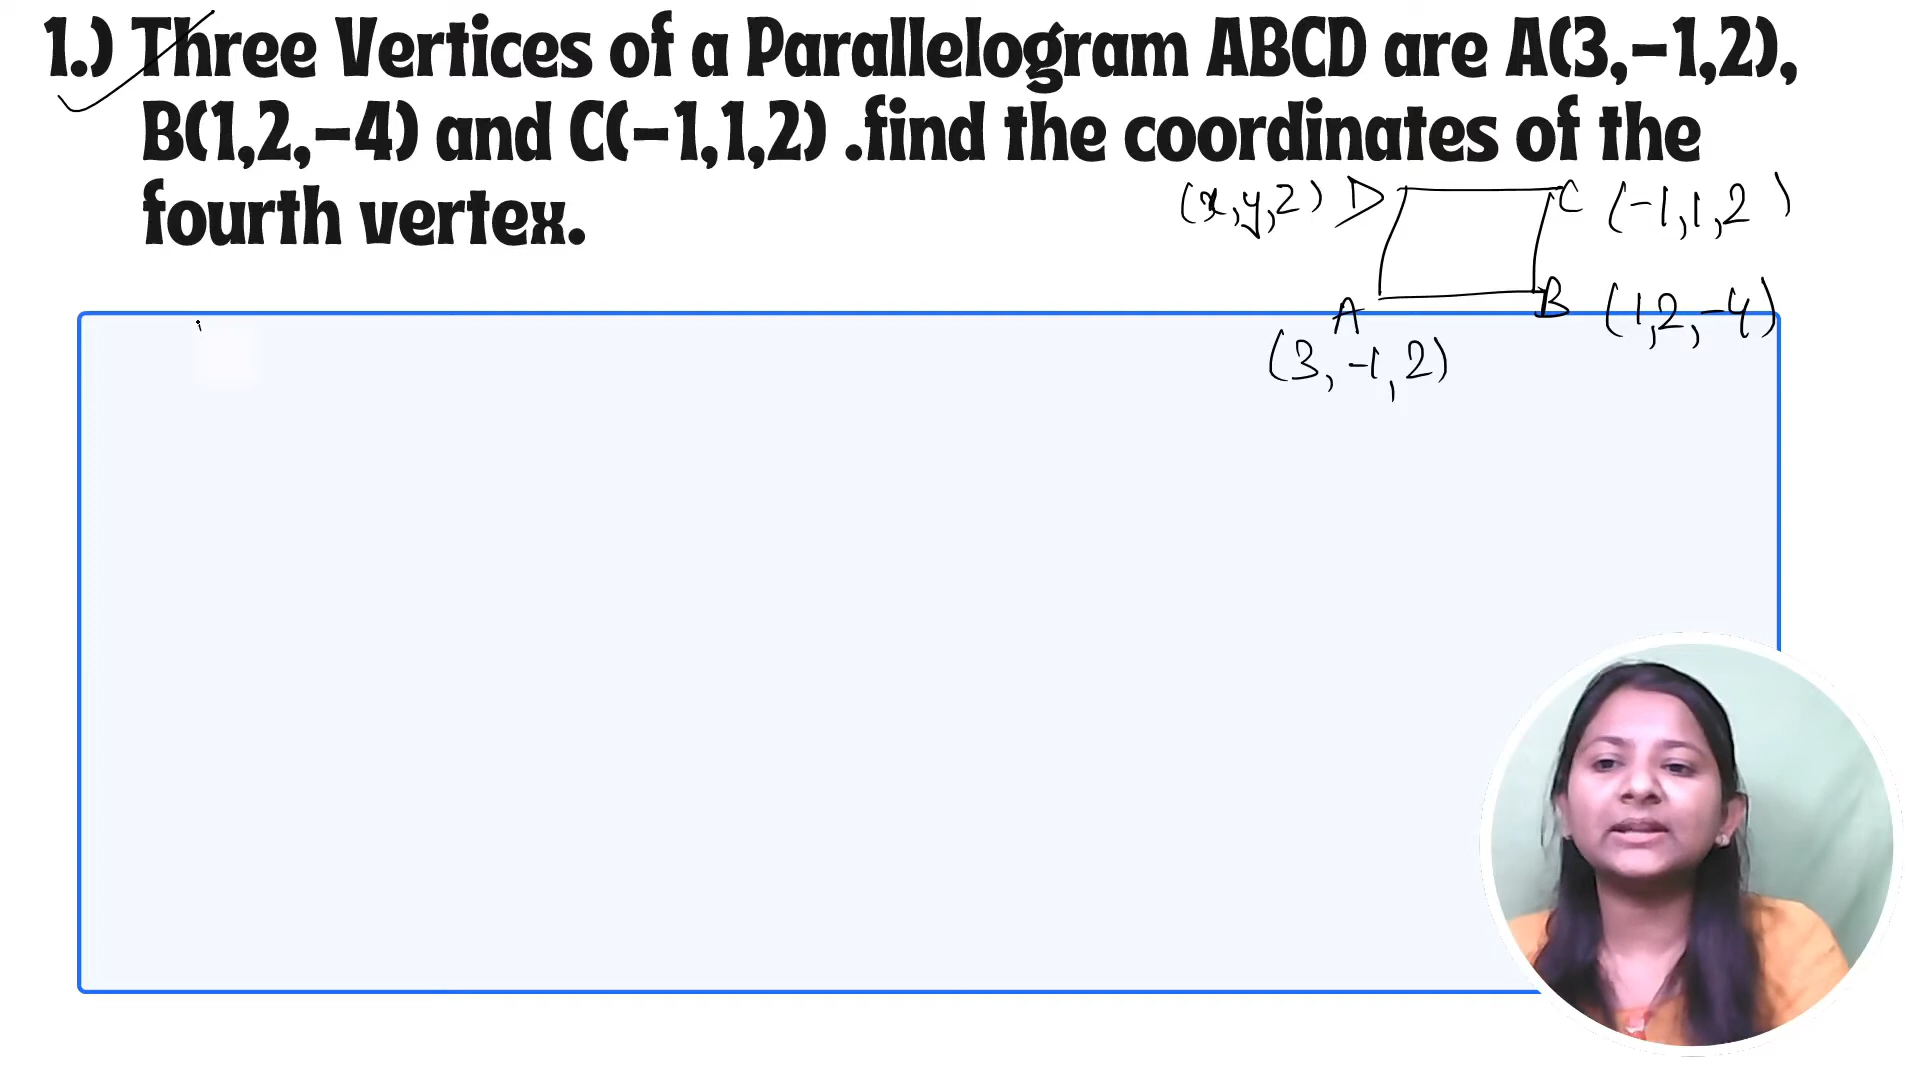 1.) Three Vertices of a Parallelogram ABCD are A(3,–1,2),
B(1,2,–4) and C(–1,1,2) .find the coordinates of the
fourth vertex.
(x,y,z) D C (-1,1,2)
A B (1,2,-4)
(3,-1,2)